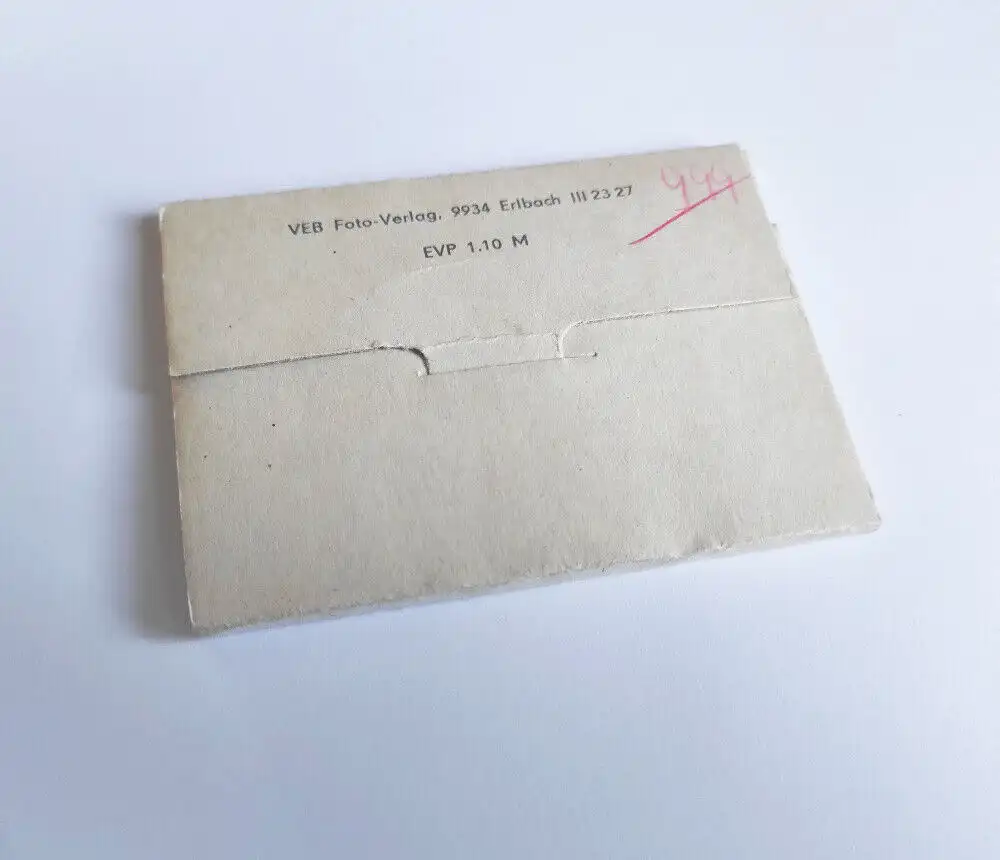 VEB Foto-Verlag, 9934 Erlbach III 23 27
EVP 1.10 M